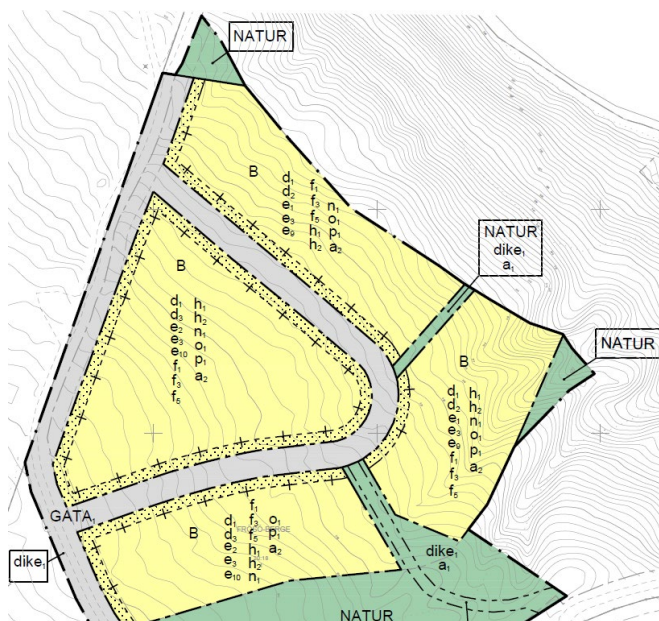 NATUR
B
d₁ f₁
d₂ f₃ n₁
e₁ f₅ o₁
e₃ h₁ p₁
e₉ h₂ a₂
NATUR
dike₁
a₁
B
d₁ h₁
d₃ h₂
e₂ n₁
e₃ o₁
e₁₀ p₁
f₁ a₂
f₃
f₅
NATUR
B
d₁ h₁
d₂ h₂
e₁ n₁
e₃ o₁
e₉ p₁
f₁ a₂
f₃
f₅
GATA₁
B
f₁
d₁ f₃ o₁
d₃ f₅ p₁
e₂ h₁ a₂
e₃ h₂
e₁₀ n₁
dike₁
a₁
dike₁
NATUR